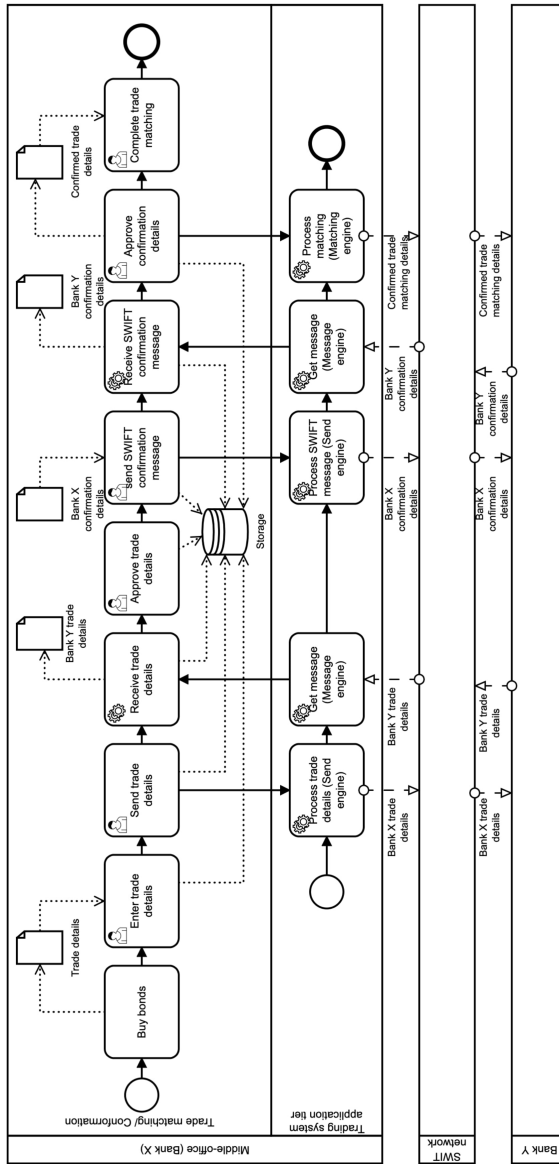 Middle-office (Bank X)
Trade matching/ Conformation
Trade details
Bank Y trade
details
Bank X
confirmation
details
Bank Y
confirmation
details
Confirmed trade
details
Buy bonds
Enter trade
details
Send trade
details
Receive trade
details
Approve trade
details
send SWIFT
confirmation
message
Receive SWIFT
confirmation
message
Approve
confirmation
details
Complete trade
matching
Storage
Trading system
application tier
Process trade
details (Send
engine)
Get message
(Message
engine)
Process SWIFT
message (Send
engine)
Get message
(Message
engine)
Process
matching
(Matching
engine)
Bank X trade
details
Bank Y trade
details
Bank X
confirmation
details
Bank Y
confirmation
details
Confirmed trade
matching details
SWIT
network
Bank X trade
details
Bank Y trade
details
Bank X
confirmation
details
Bank Y
confirmation
details
Confirmed trade
matching details
Bank Y